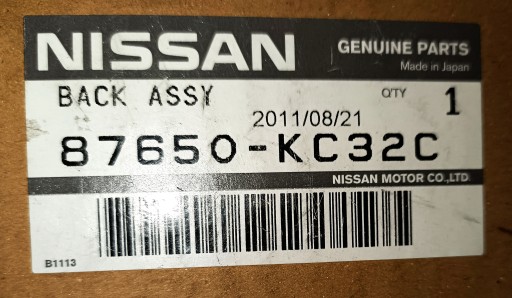 NISSAN GENUINE PARTS
Made in Japan
BACK ASSY Q'TY 1
2011/08/21
87650-KC32C
NISSAN MOTOR CO.,LTD.
B1113